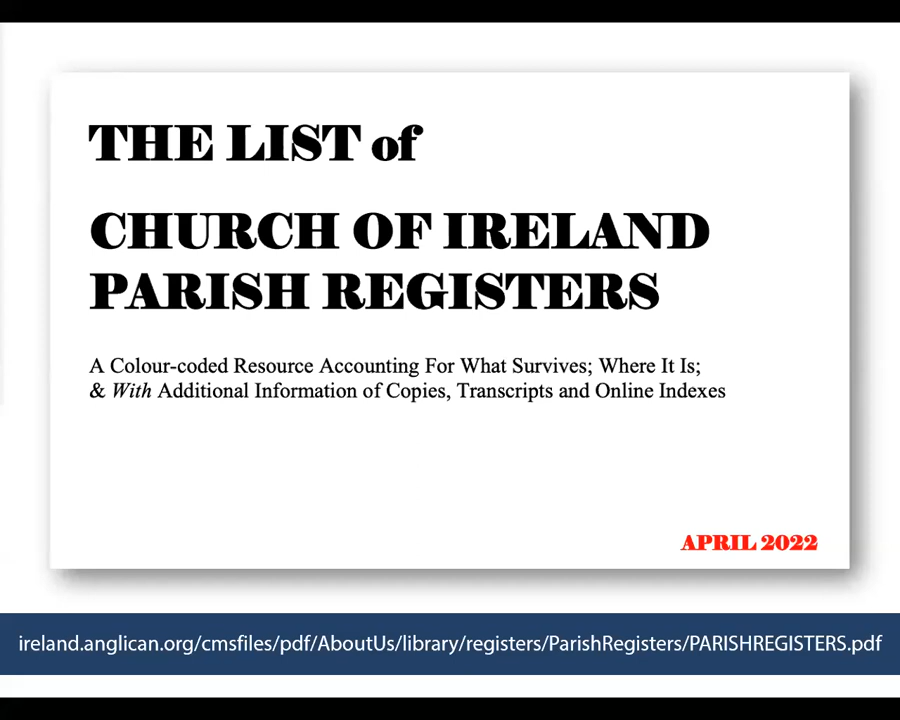 THE LIST of
CHURCH OF IRELAND
PARISH REGISTERS
A Colour-coded Resource Accounting For What Survives; Where It Is;
& With Additional Information of Copies, Transcripts and Online Indexes
APRIL 2022
ireland.anglican.org/cmsfiles/pdf/AboutUs/library/registers/ParishRegisters/PARISHREGISTERS.pdf